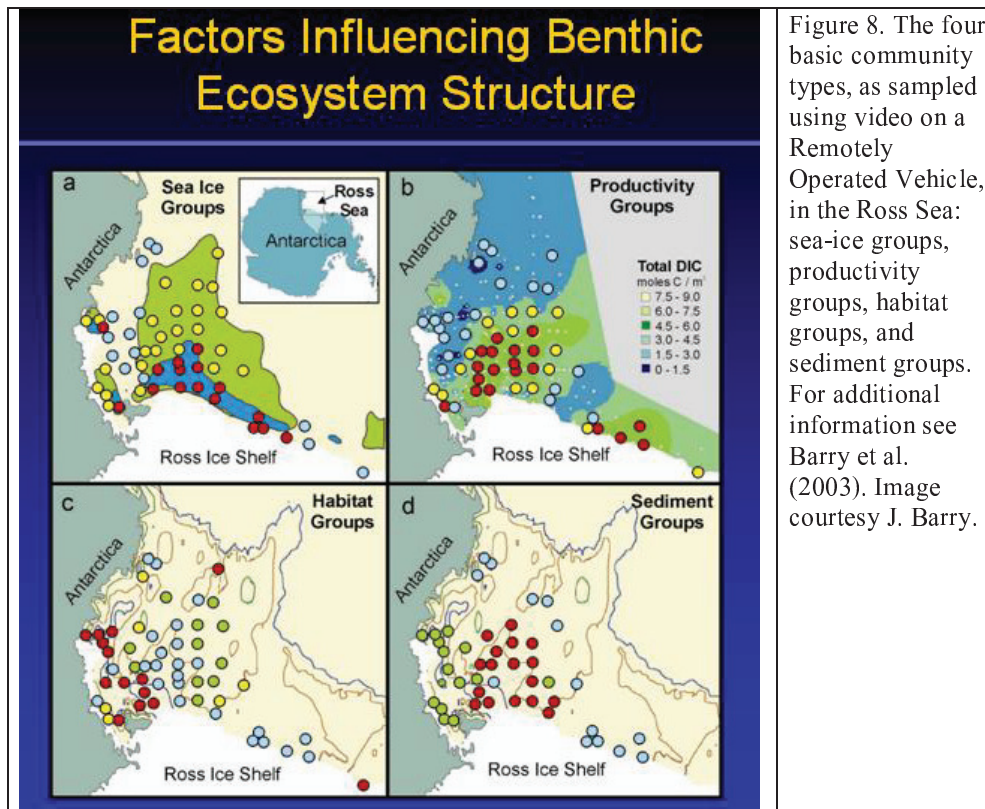 Factors Influencing Benthic
Ecosystem Structure
a
Sea Ice
Groups
Ross
Sea
Antarctica
Antarctica
Ross Ice Shelf
b
Productivity
Groups
Antarctica
Total DIC
moles C / m
7.5 - 9.0
6.0 - 7.5
4.5 - 6.0
3.0 - 4.5
1.5 - 3.0
0 - 1.5
Ross Ice Shelf
c
Habitat
Groups
Antarctica
Ross Ice Shelf
d
Sediment
Groups
Antarctica
Ross Ice Shelf
Figure 8. The four
basic community
types, as sampled
using video on a
Remotely
Operated Vehicle,
in the Ross Sea:
sea-ice groups,
productivity
groups, habitat
groups, and
sediment groups.
For additional
information see
Barry et al.
(2003). Image
courtesy J. Barry.